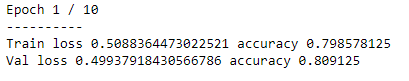 Epoch 1 / 10
----------
Train loss 0.5088364473022521 accuracy 0.798578125
Val loss 0.49937918430566786 accuracy 0.809125